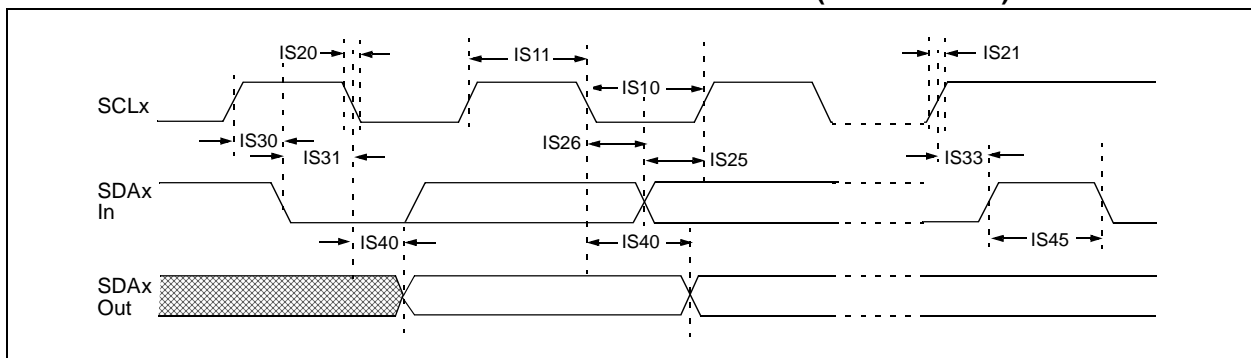 IS20
IS11
IS21
IS10
SCLx
IS30
IS26
IS31
IS25
IS33
SDAx
In
IS40
IS40
IS45
SDAx
Out